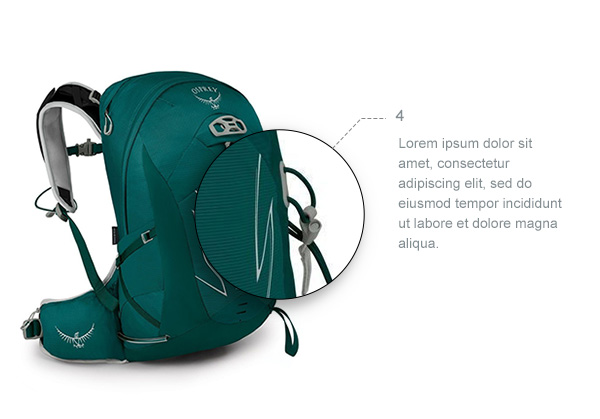 OSPREY
4
Lorem ipsum dolor sit
amet, consectetur
adipiscing elit, sed do
eiusmod tempor incididunt
ut labore et dolore magna
aliqua.